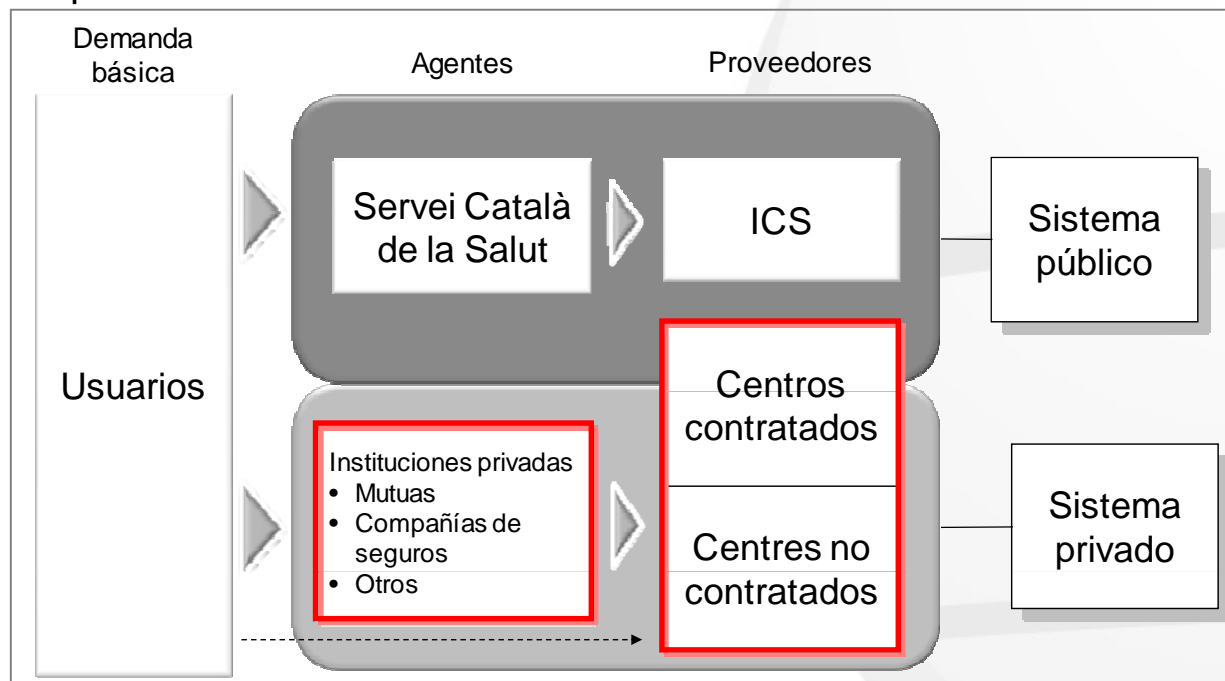 Demanda
básica
Agentes
Proveedores
Usuarios
Servei Català
de la Salut
ICS
Sistema
público
Centros
contratados
Instituciones privadas
• Mutuas
• Compañías de
seguros
• Otros
Centres no
contratados
Sistema
privado